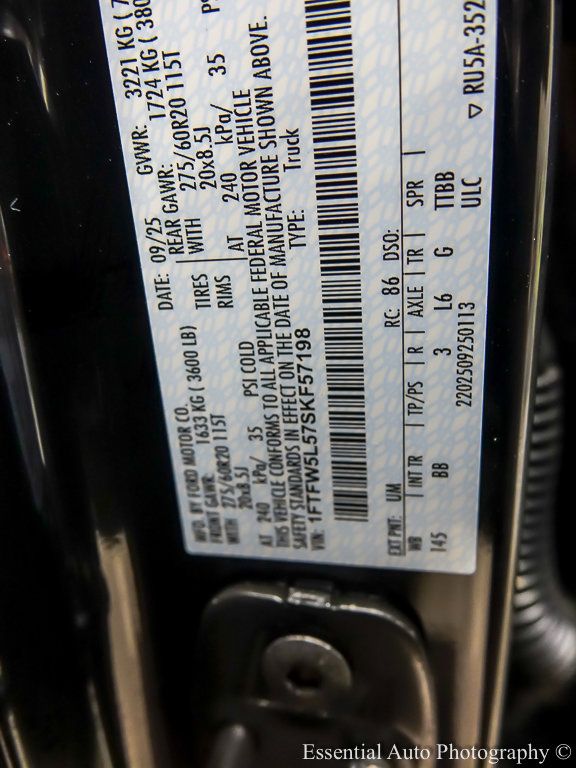 MFD. BY FORD MOTOR CO.
DATE: 09/25 GVWR: 3221 KG (
FRONT GAWR: 1633 KG ( 3600 LB) REAR GAWR: 1724 KG (
WITH 275/60R20 115T TIRES WITH 275/60R20 115T
20x8.5J RIMS 20x8.5J
AT 240 kPa/ 35 PSI COLD AT 240 kPa/ 35
THIS VEHICLE CONFORMS TO ALL APPLICABLE FEDERAL MOTOR VEHICLE
SAFETY STANDARDS IN EFFECT ON THE DATE OF MANUFACTURE SHOWN ABOVE.
VIN: 1FTFW5L57SKF57198 TYPE: Truck
EXT PNT: UM RC: 86 DSO:
WB | INT TR | TP/PS | R | AXLE | TR | SPR |
145 BB 3 L6 G TTBB
ULC
2202509250113 ▽ RU5A-352
Essential Auto Photography ©